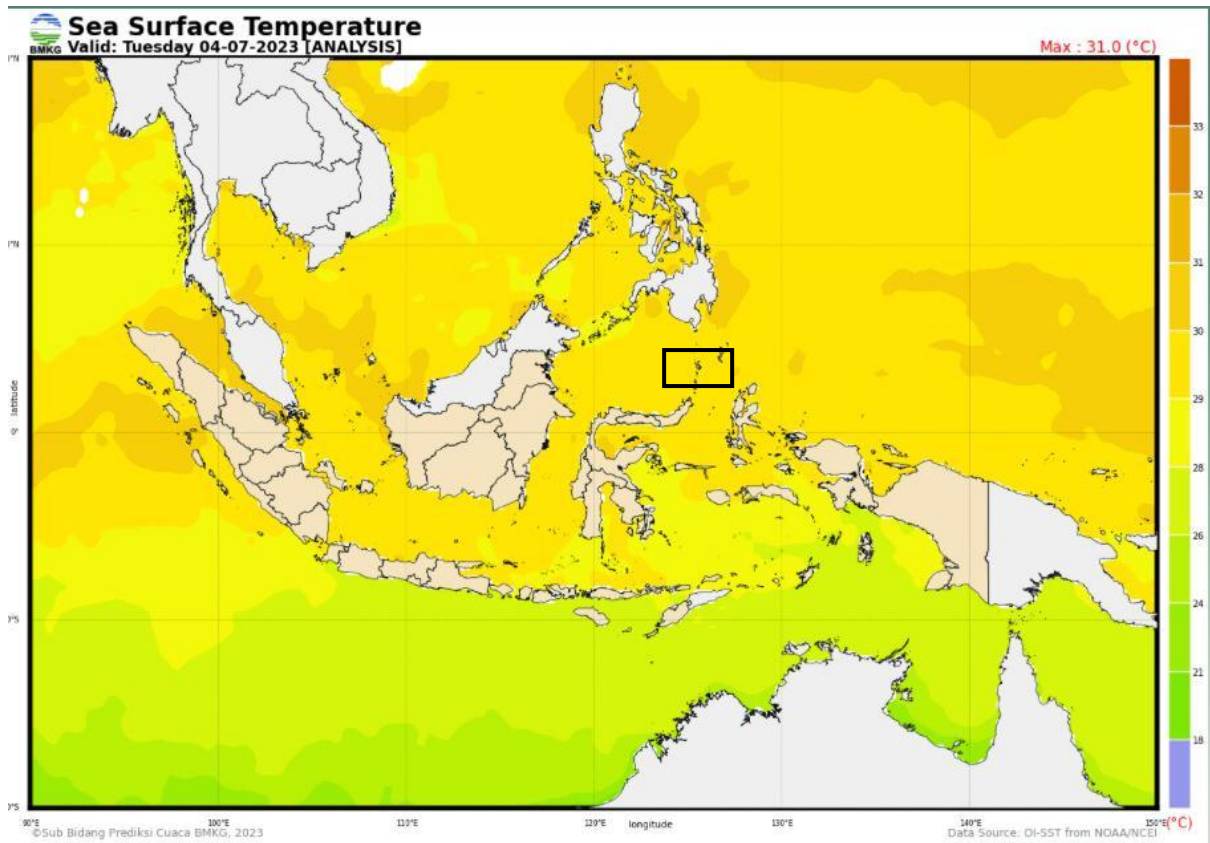 Sea Surface Temperature
BMKG Valid: Tuesday 04-07-2023 [ANALYSIS]
Max : 31.0 (°C)
33
32
31
30
29
28
26
24
21
18
(°C)
latitude
°N
°N
0°
°S
°S
90°E 100°E 110°E 120°E 130°E 140°E 150°E
longitude
©Sub Bidang Prediksi Cuaca BMKG, 2023
Data Source: OI-SST from NOAA/NCEI